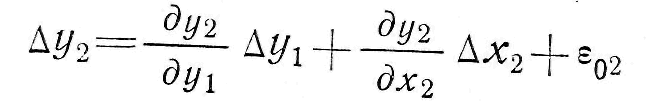 Δy₂ = ∂y₂/∂y₁ Δy₁ + ∂y₂/∂x₂ Δx₂ + ε₀₂